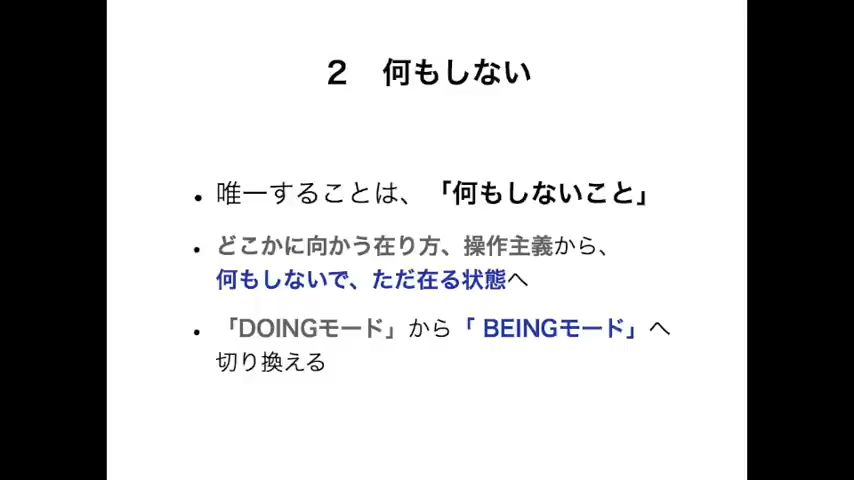 2 何もしない
• 唯一することは、「何もしないこと」
• どこかに向かう在り方、操作主義から、
何もしないで、ただ在る状態へ
• 「DOINGモード」から「 BEINGモード」へ
切り換える